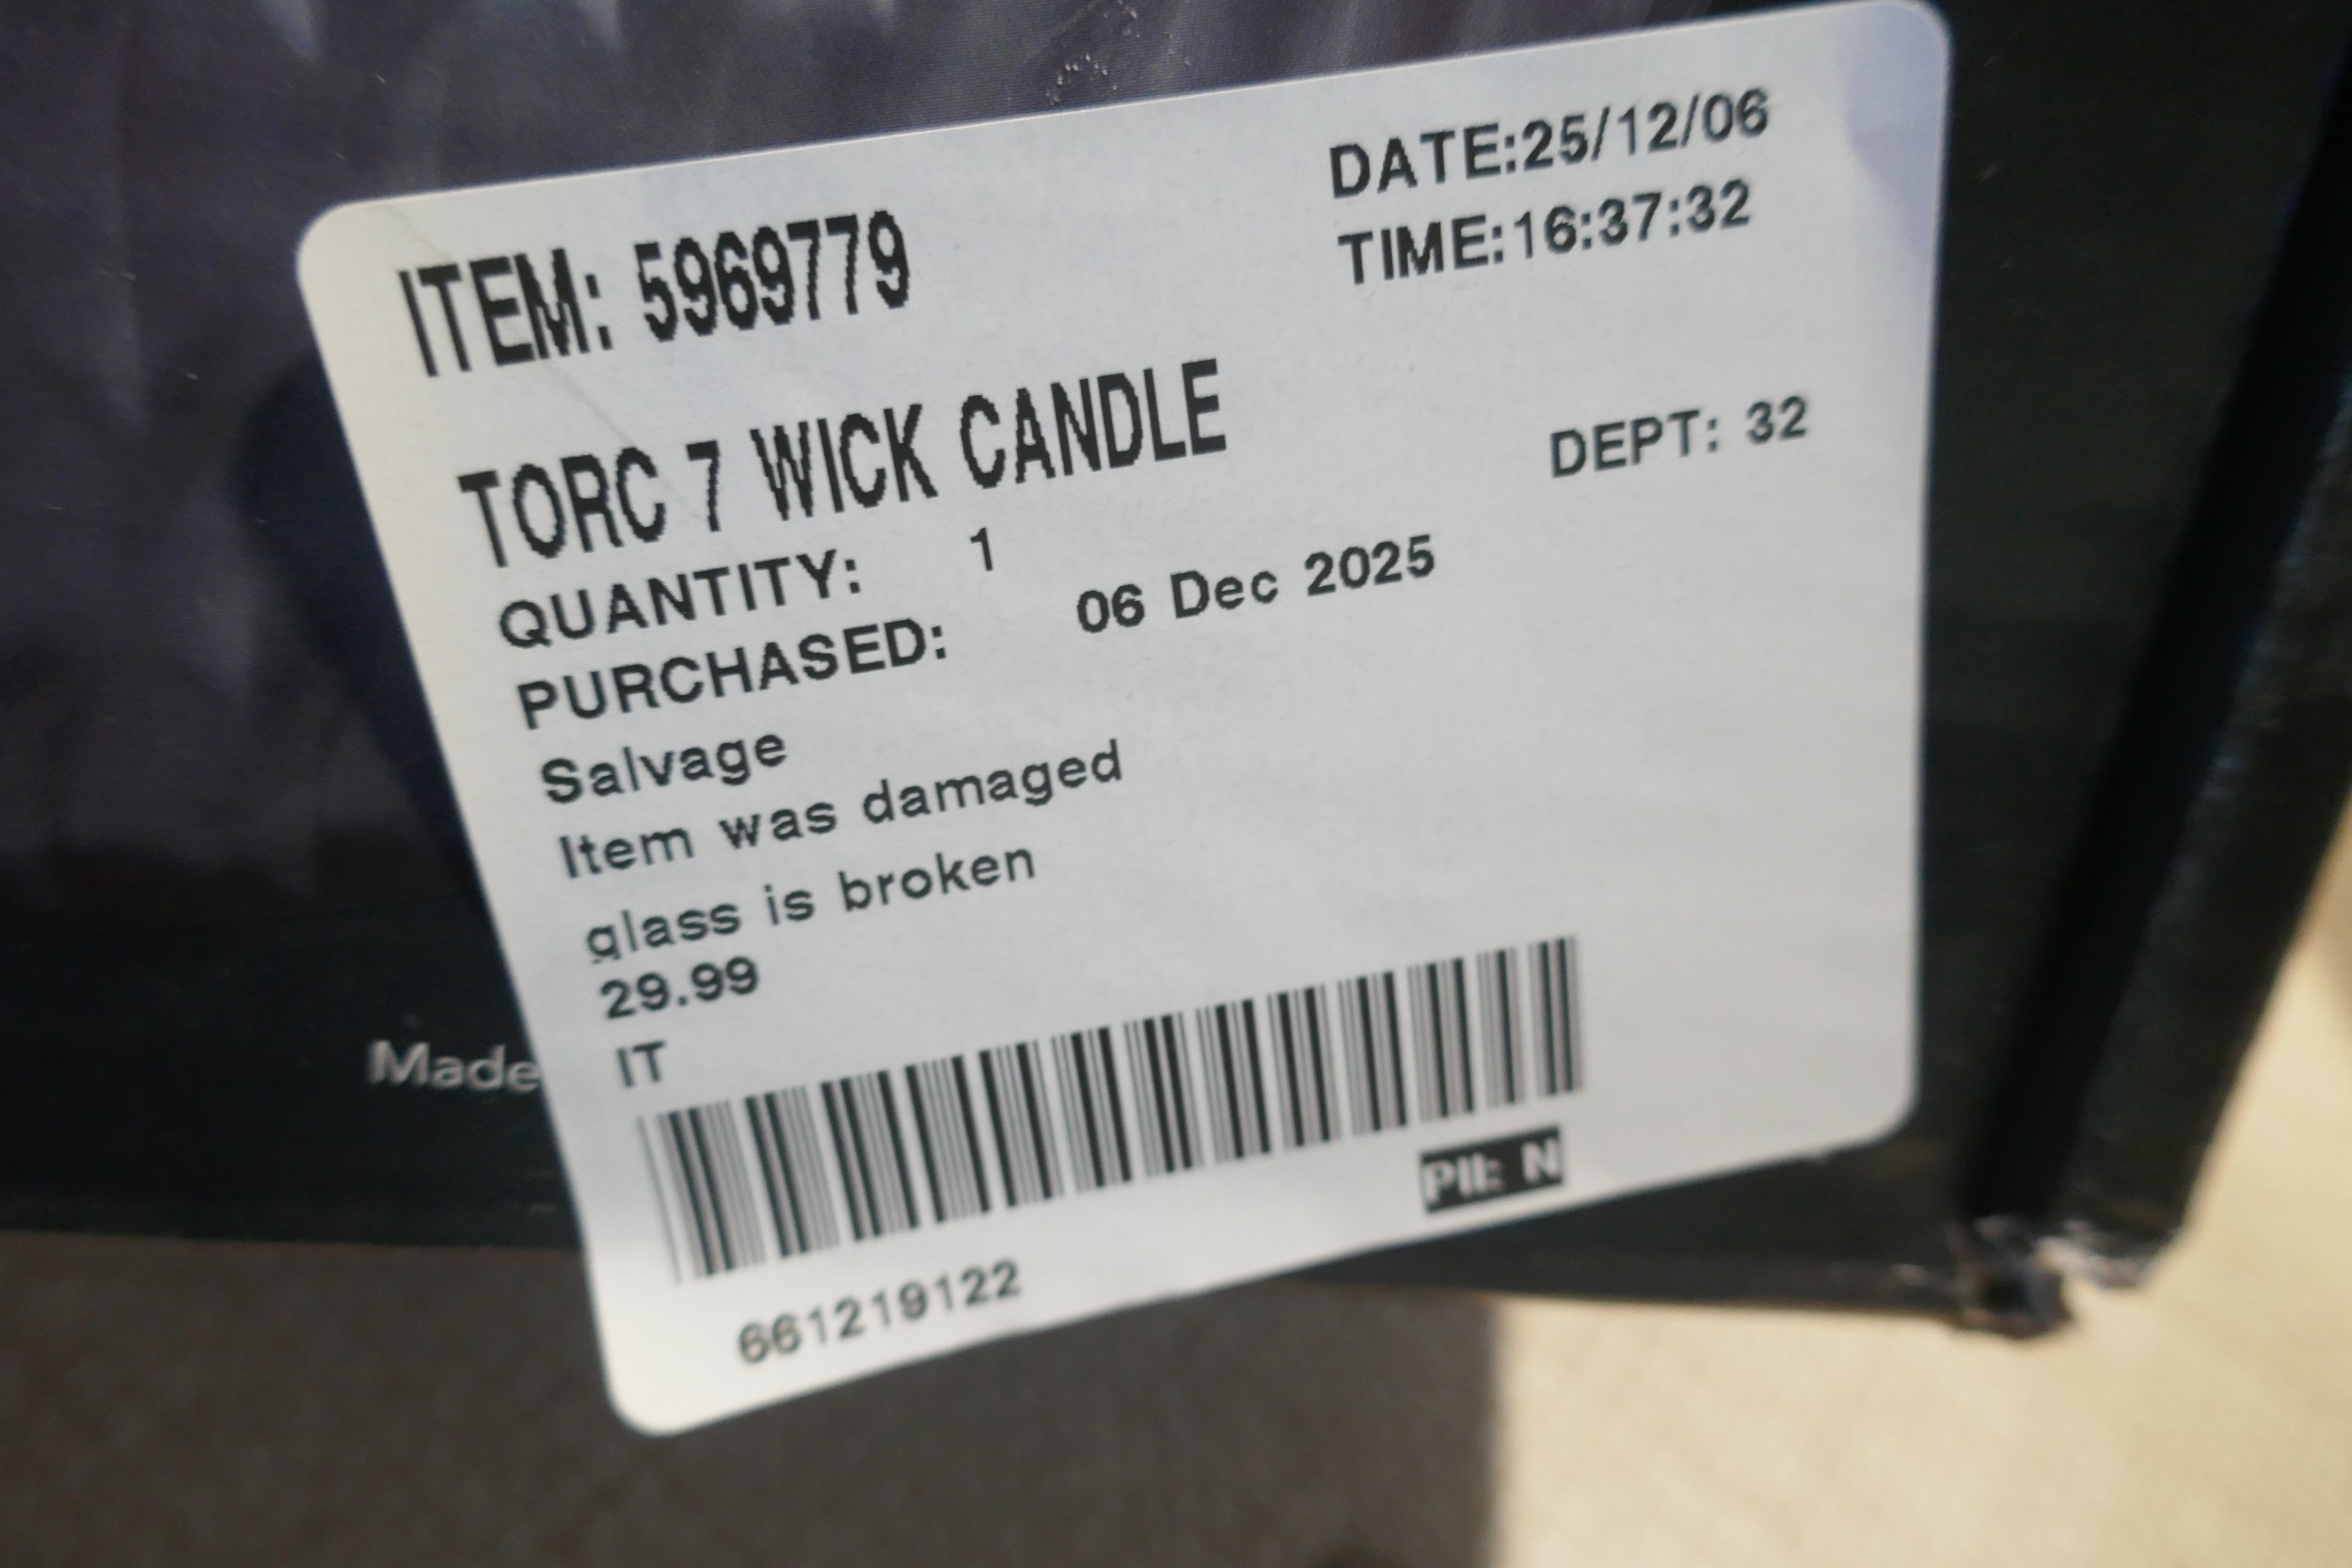 ITEM: 5969779
DATE:25/12/06
TIME:16:37:32
TORC 7 WICK CANDLE
DEPT: 32
QUANTITY: 1
PURCHASED: 06 Dec 2025
Salvage
Item was damaged
glass is broken
29.99
IT
PII: N
661219122
Made